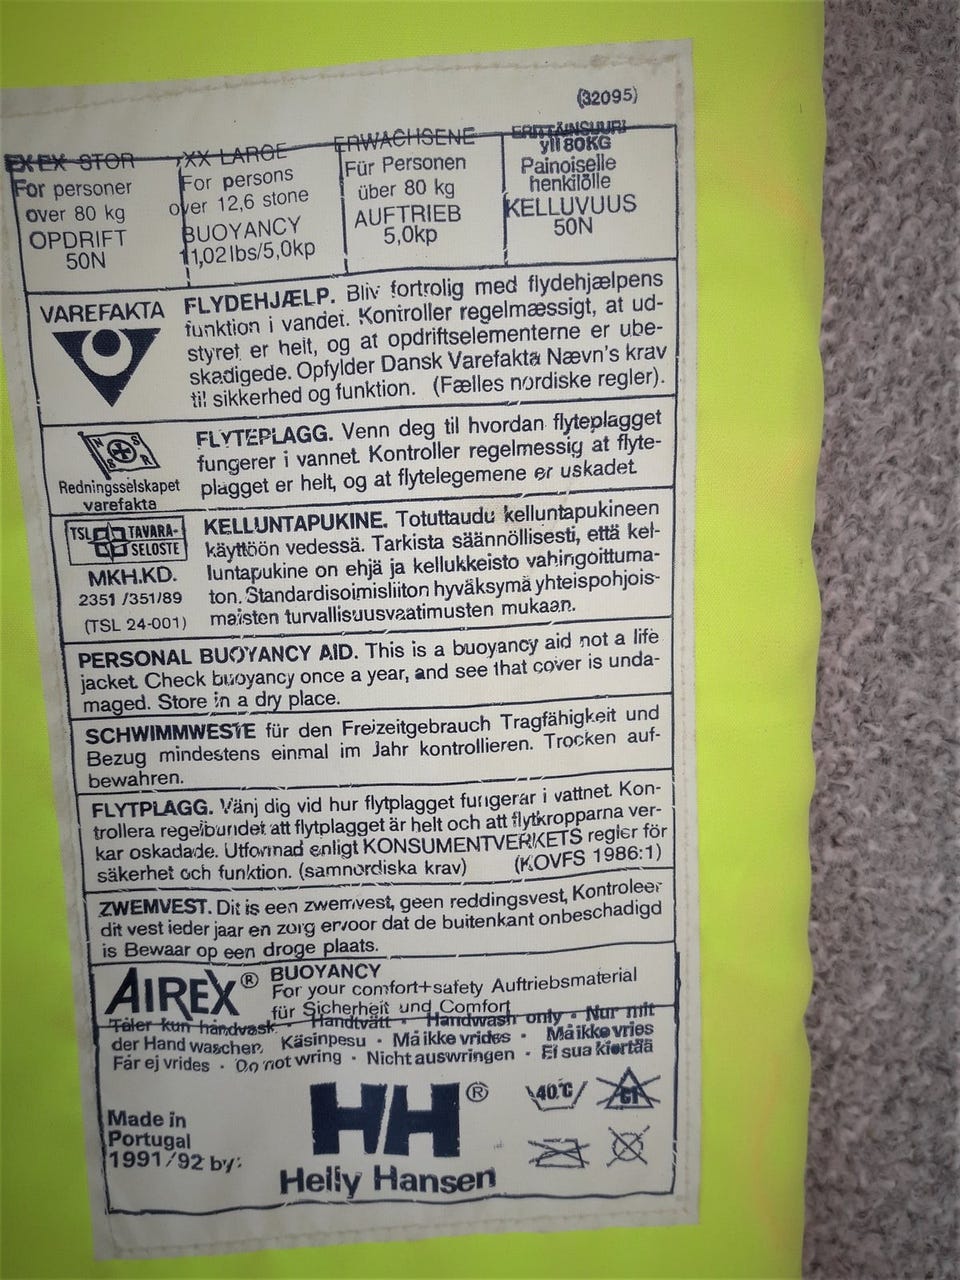 (32095)
EX EX STOR
For personer
over 80 kg
OPDRIFT
50N
XX LARGE
For persons
over 12,6 stone
BUOYANCY
11,02 lbs/5,0kp
ERWACHSENE
Für Personen
über 80 kg
AUFTRIEB
5,0kp
ERITTÄINSUURI
yli 80KG
Painoiselle
henkilölle
KELLUVUUS
50N
VAREFAKTA
FLYDEHJÆLP. Bliv fortrolig med flydehjælpens
funktion i vandet. Kontroller regelmæssigt, at ud-
styret er helt, og at opdriftselementerne er ube-
skadigede. Opfylder Dansk Varefakta Nævn's krav
til sikkerhed og funktion. (Fælles nordiske regler).
N S
S R
Redningsselskapet
varefakta
FLYTEPLAGG. Venn deg til hvordan flyteplagget
fungerer i vannet. Kontroller regelmessig at flyte-
plagget er helt, og at flytelegemene er uskadet.
TSL TAVARA-
SELOSTE
MKH.KD.
2351 /351/89
(TSL 24-001)
KELLUNTAPUKINE. Totuttaudu kelluntapukineen
käyttöön vedessä. Tarkista säännöllisesti, että kel-
luntapukine on ehjä ja kellukkeisto vahingoittuma-
ton. Standardisoimisliiton hyväksymä yhteispohjois-
maisten turvallisuusvaatimusten mukaan.
PERSONAL BUOYANCY AID. This is a buoyancy aid not a life
jacket. Check buoyancy once a year, and see that cover is unda-
maged. Store in a dry place.
SCHWIMMWESTE für den Freizeitgebrauch Tragfähigkeit und
Bezug mindestens einmal im Jahr kontrollieren. Trocken auf-
bewahren.
FLYTPLAGG. Vänj dig vid hur flytplagget fungerar i vattnet. Kon-
trollera regelbundet att flytplagget är helt och att flytkropparna ver-
kar oskadade. Utformad enligt KONSUMENTVERKETS regler för
säkerhet och funktion. (samnordiska krav) (KOVFS 1986:1)
ZWEMVEST. Dit is een zwemvest, geen reddingsvest, Kontroleer
dit vest ieder jaar en zorg ervoor dat de buitenkant onbeschadigd
is Bewaar op een droge plaats.
AIREX® BUOYANCY
For your comfort+safety Auftriebsmaterial
für Sicherheit und Comfort
Tåler kun håndvask. • Handtvätt • Handwash only • Nur mit
der Hand waschen, Käsinpesu • Må ikke vrides • Må ikke vries
Får ej vrides • Do not wring • Nicht auswringen • Ei sua kiertää
Made in
Portugal
1991/92 by:
HH®
Helly Hansen
40°C
Cl